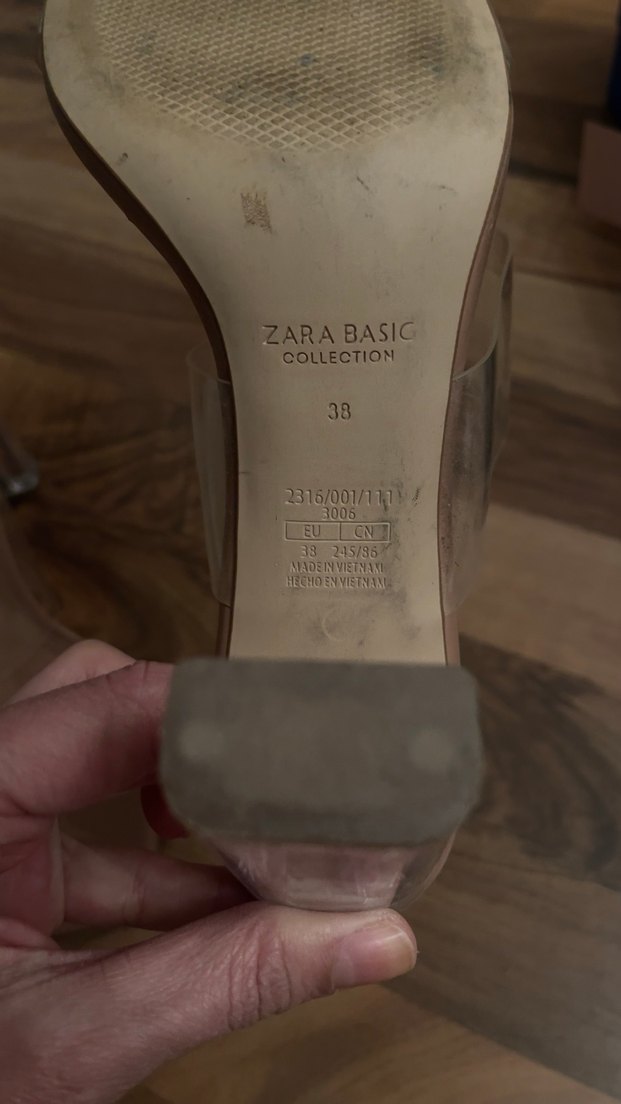 ZARA BASIC
COLLECTION
38
2316/001/111
3006
EU CN
38 245/86
MADE IN VIETNAM
HECHO EN VIETNAM